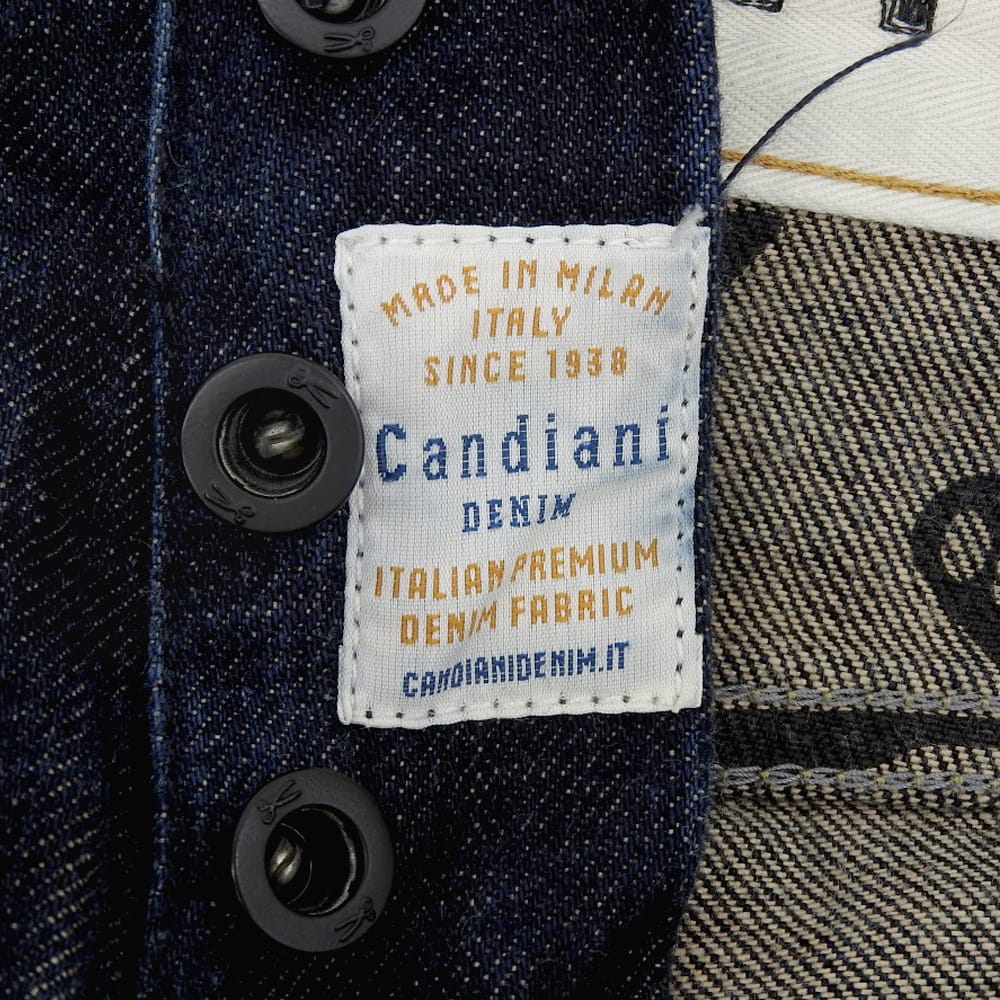 MADE IN MILAN
ITALY
SINCE 1938
Candiani
DENIM
ITALIAN PREMIUM
DENIM FABRIC
CANDIANIDENIM.IT